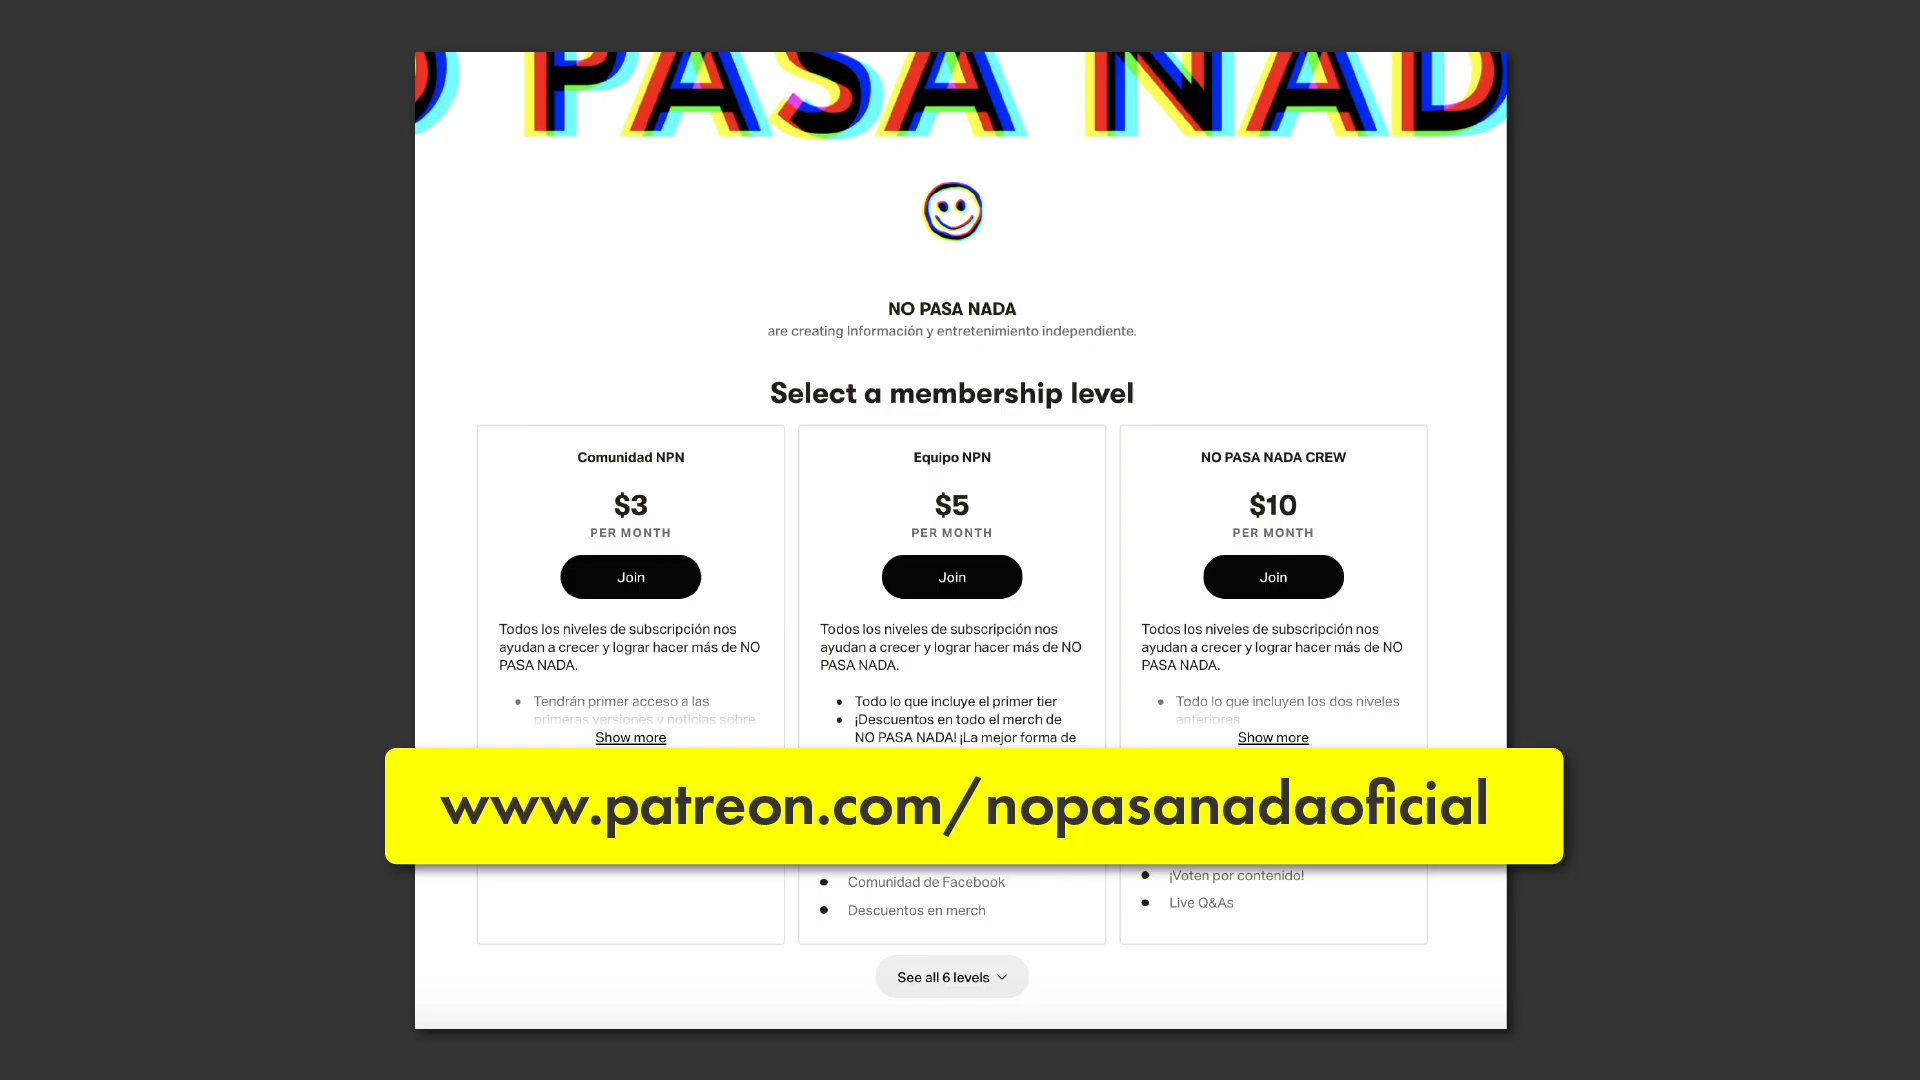 O PASA NAD
NO PASA NADA
are creating Información y entretenimiento independiente.
Select a membership level
Comunidad NPN
$3
PER MONTH
Join
Todos los niveles de subscripción nos
ayudan a crecer y lograr hacer más de NO
PASA NADA.
Tendrán primer acceso a las
primeras versiones y noticias sobre
Show more
Equipo NPN
$5
PER MONTH
Join
Todos los niveles de subscripción nos
ayudan a crecer y lograr hacer más de NO
PASA NADA.
Todo lo que incluye el primer tier
¡Descuentos en todo el merch de
NO PASA NADA! ¡La mejor forma de
Comunidad de Facebook
Descuentos en merch
NO PASA NADA CREW
$10
PER MONTH
Join
Todos los niveles de subscripción nos
ayudan a crecer y lograr hacer más de NO
PASA NADA.
Todo lo que incluyen los dos niveles
anteriores
Show more
¡Voten por contenido!
Live Q&As
www.patreon.com/nopasanadaoficial
See all 6 levels